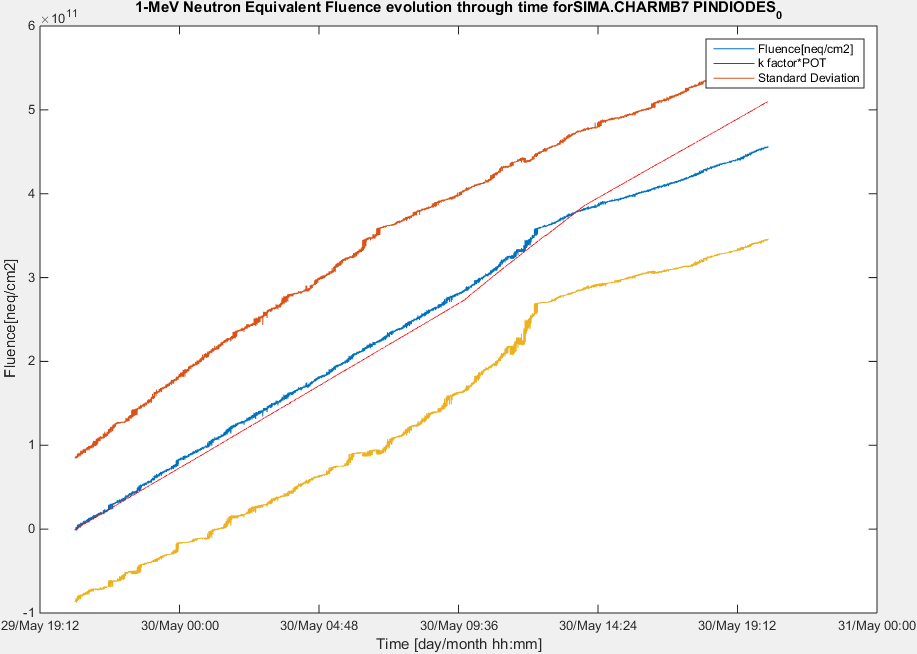 1-MeV Neutron Equivalent Fluence evolution through time forSIMA.CHARMB7 PINDIODES0
× 10^11
Fluence[neq/cm2]
k factor*POT
Standard Deviation
6
5
4
3
2
1
0
-1
Fluence[neq/cm2]
29/May 19:12 30/May 00:00 30/May 04:48 30/May 09:36 30/May 14:24 30/May 19:12 31/May 00:00
Time [day/month hh:mm]